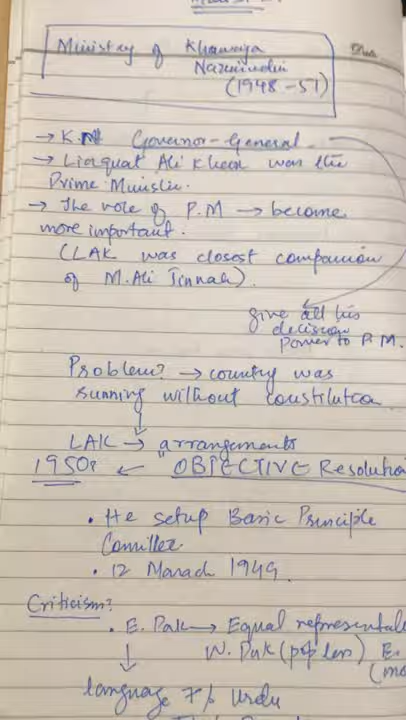 Ministry of Khawaja
Nazimuddin
(1948-51)
→ K.N Governor-General
→ Liaquat Ali Khan was the
Prime Minister.
→ The role of P.M → become
more important.
(LAK was closest companion
of M. Ali Jinnah).
give all his
decision
power to P.M.
Problem? → country was
running without constitution
LAK → arrangements
1950s ← "OBJECTIVE Resolution
• He setup Basic Principle
Comittee.
• 12 March 1949.
Criticism?
• E. Pak → Equal represental
W. Pak (pop less) E.
language 7% Urdu